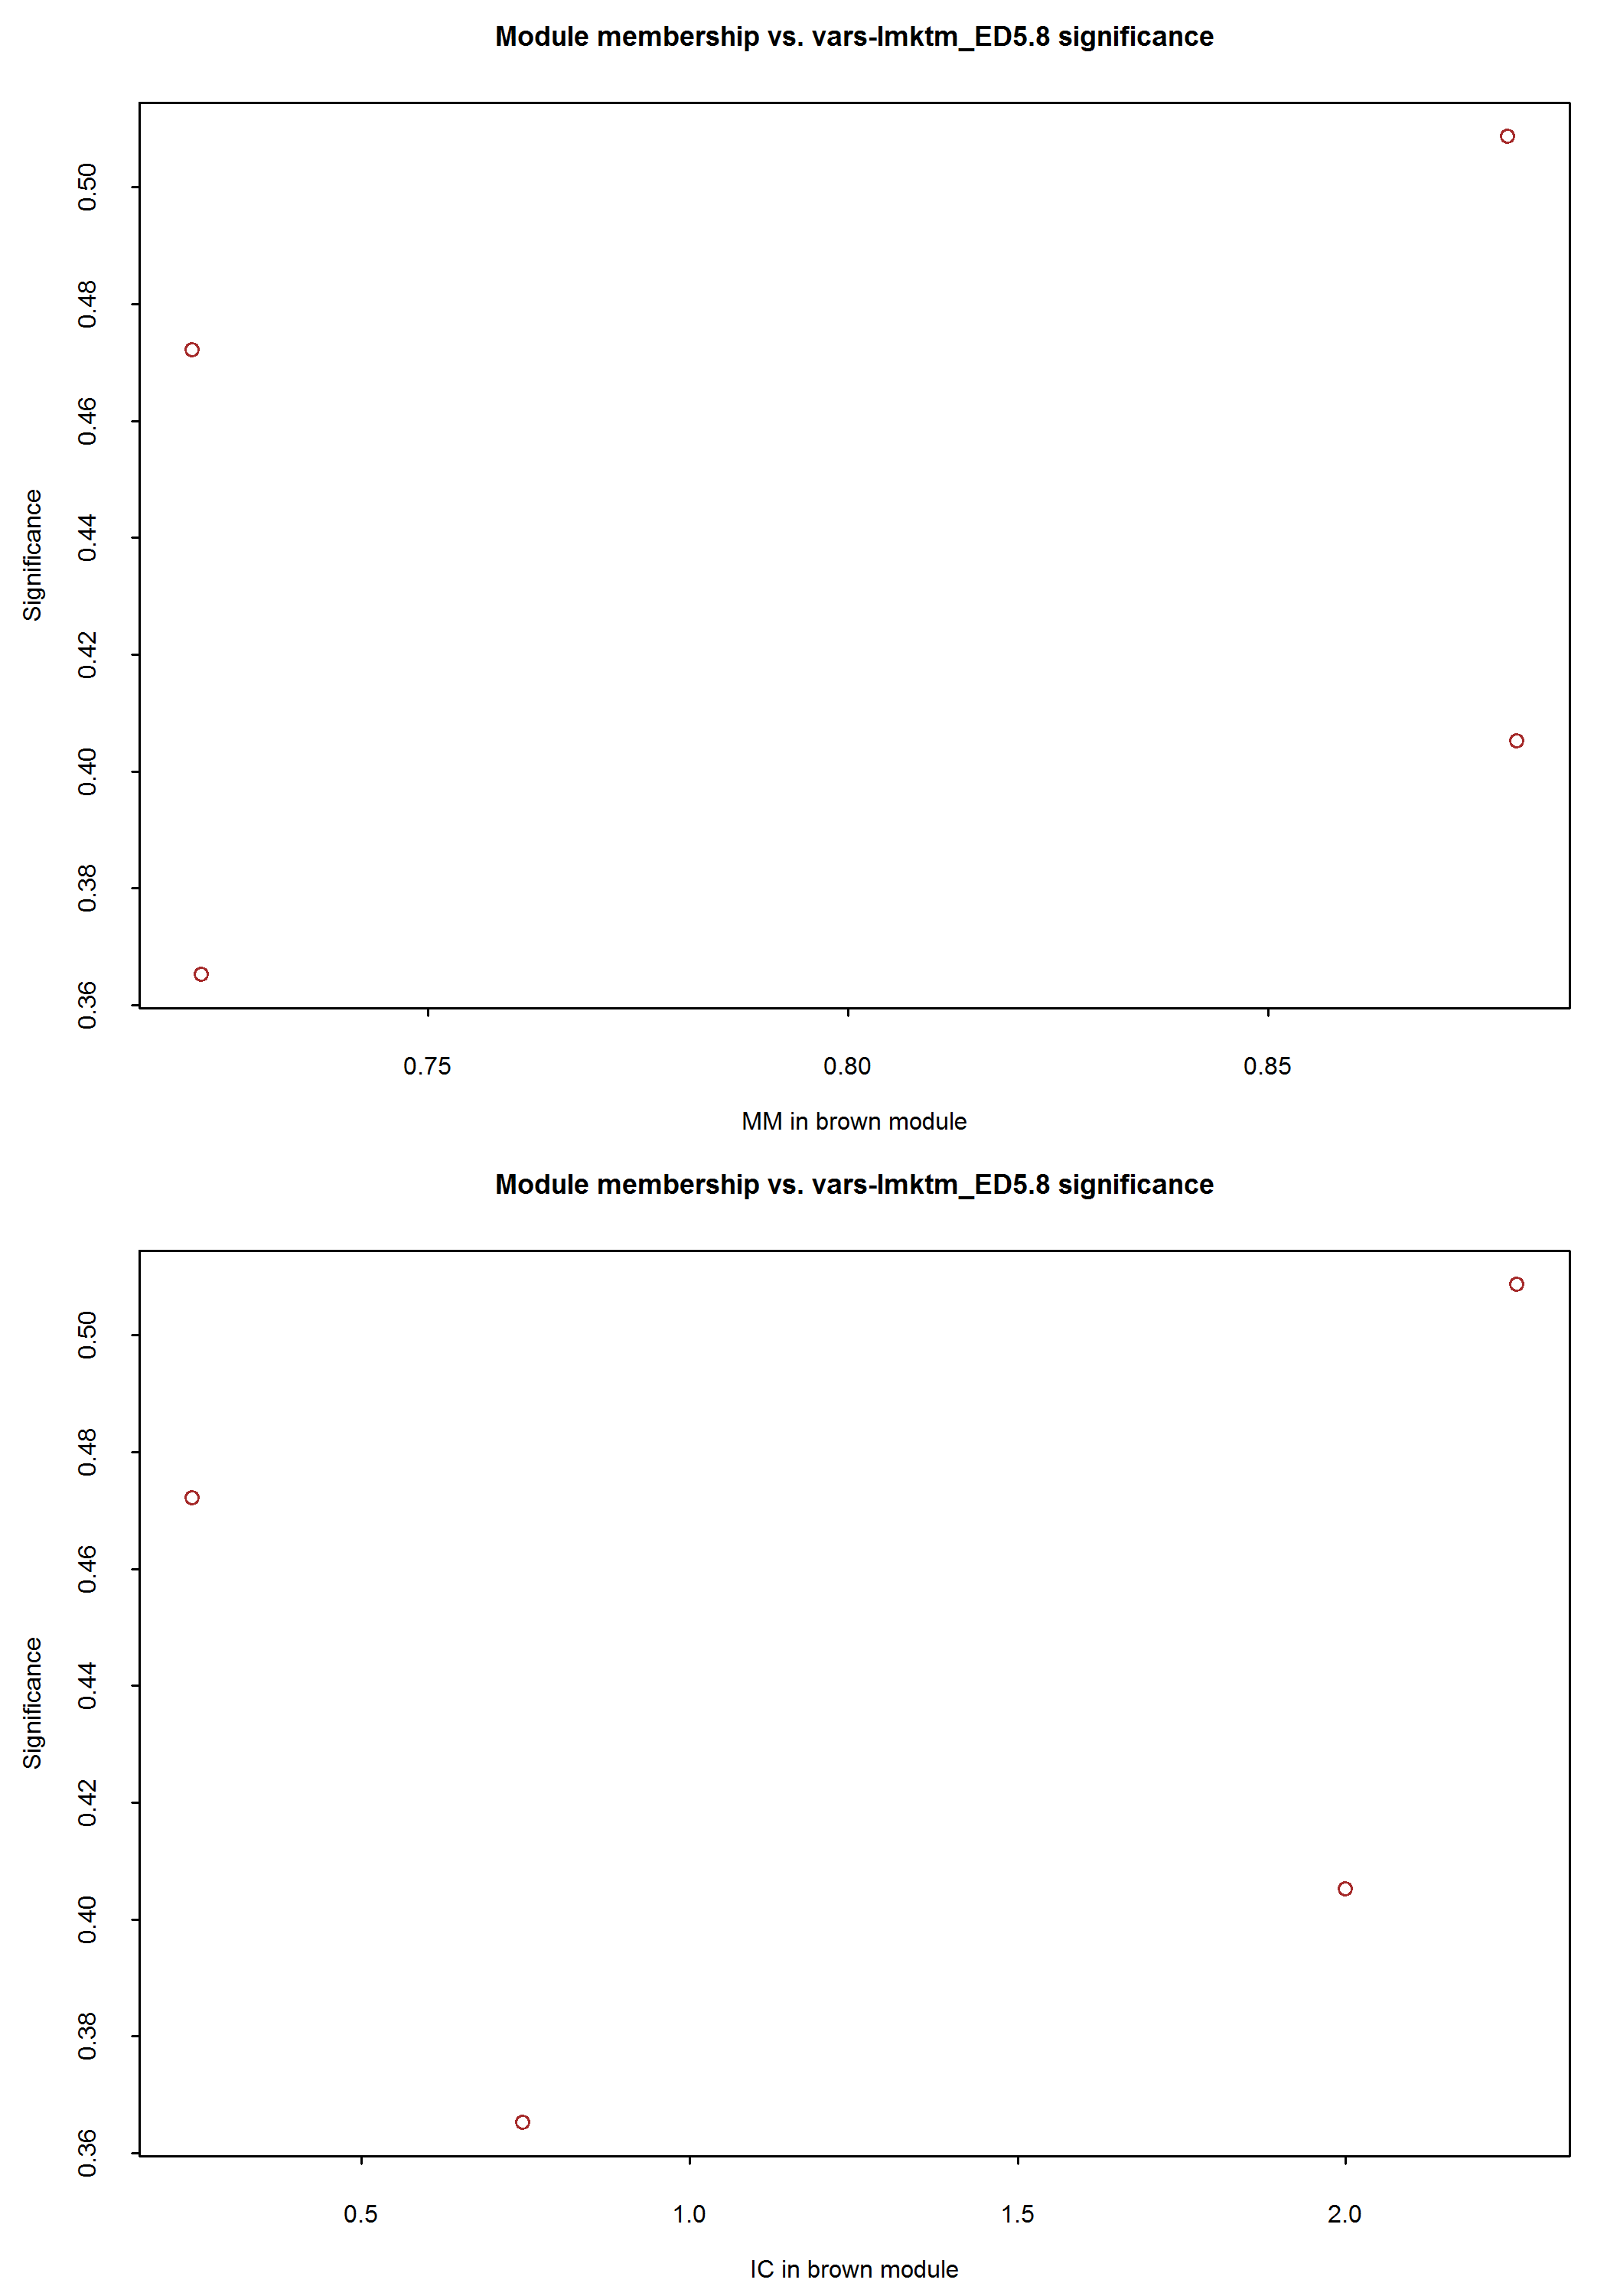 Module membership vs. vars-lmktm_ED5.8 significance
0.50
0.48
0.46
0.44
0.42
0.40
0.38
0.36
Significance
0.75 0.80 0.85
MM in brown module
Module membership vs. vars-lmktm_ED5.8 significance
0.50
0.48
0.46
0.44
0.42
0.40
0.38
0.36
Significance
0.5 1.0 1.5 2.0
IC in brown module